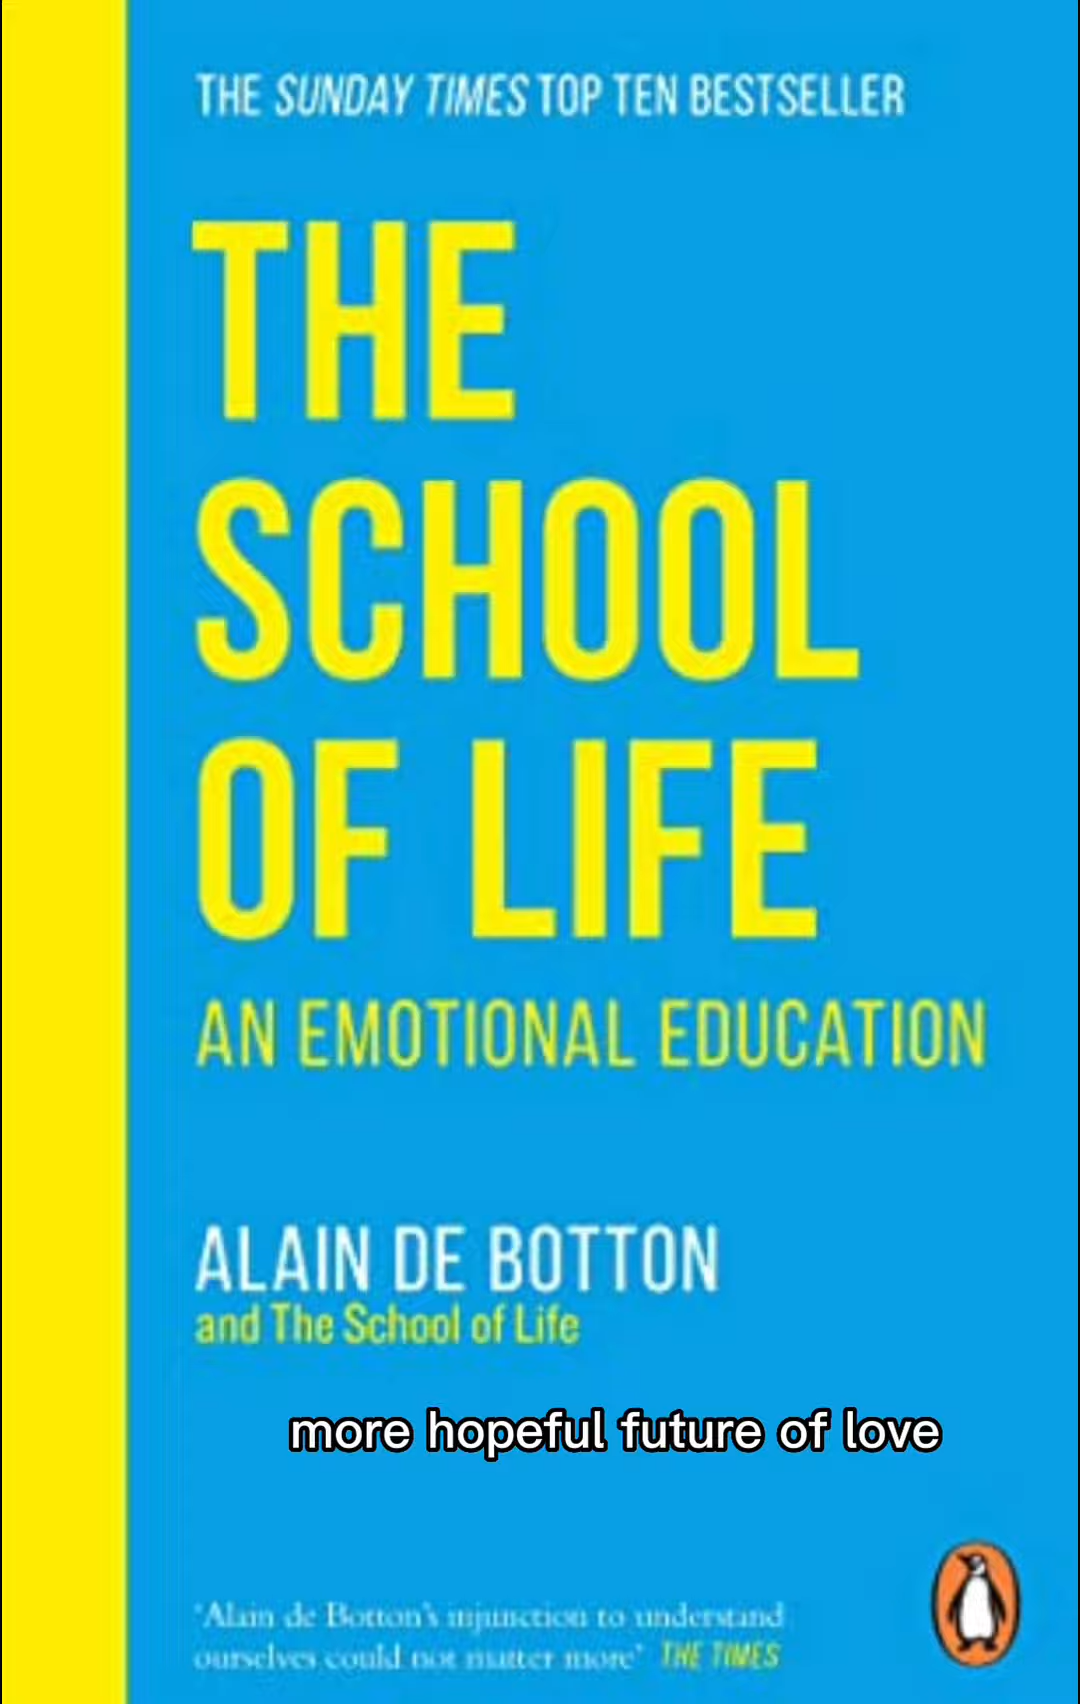 THE SUNDAY TIMES TOP TEN BESTSELLER
THE
SCHOOL
OF LIFE
AN EMOTIONAL EDUCATION
ALAIN DE BOTTON
and The School of Life
more hopeful future of love
'Alain de Botton's injunction to understand
ourselves could not matter more' THE TIMES